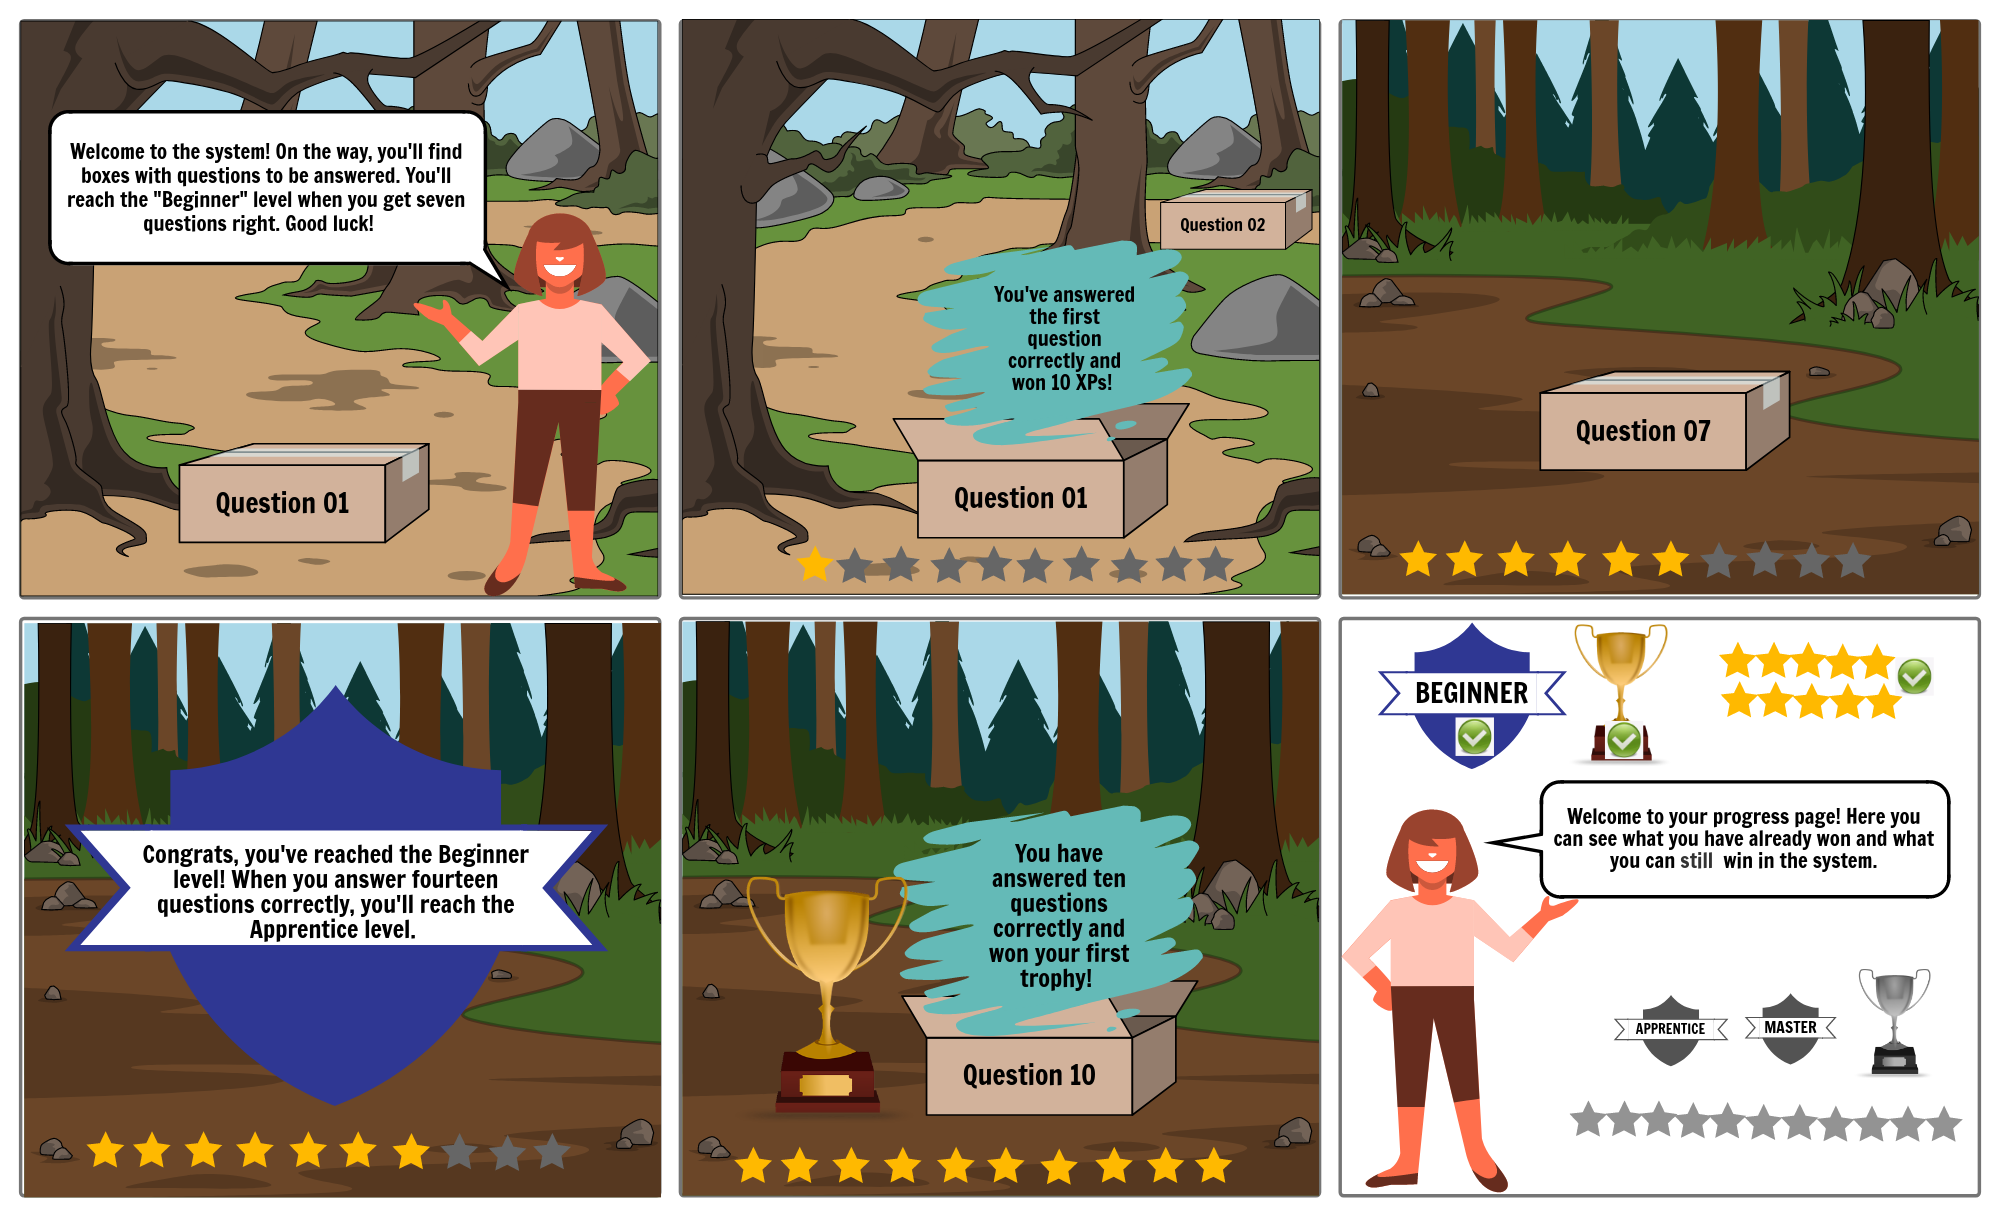 Welcome to the system! On the way, you'll find
boxes with questions to be answered. You'll
reach the "Beginner" level when you get seven
questions right. Good luck!
Question 01
Question 02
You've answered
the first
question
correctly and
won 10 XPs!
Question 01
Question 07
Congrats, you've reached the Beginner
level! When you answer fourteen
questions correctly, you'll reach the
Apprentice level.
You have
answered ten
questions
correctly and
won your first
trophy!
Question 10
BEGINNER
Welcome to your progress page! Here you
can see what you have already won and what
you can still win in the system.
APPRENTICE
MASTER